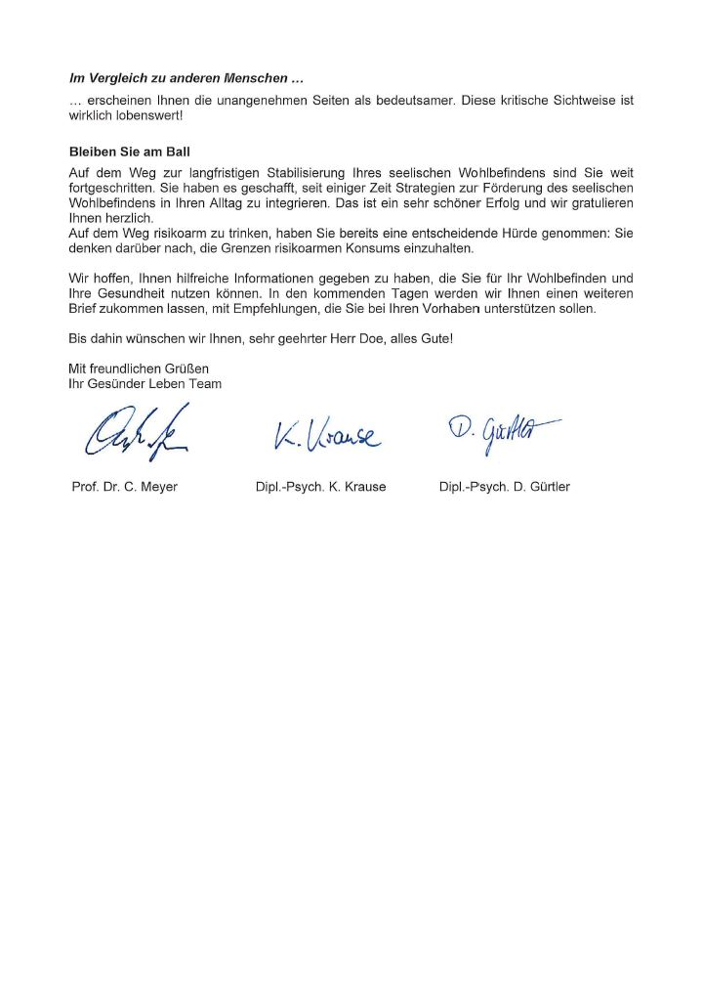 Im Vergleich zu anderen Menschen …
… erscheinen Ihnen die unangenehmen Seiten als bedeutsamer. Diese kritische Sichtweise ist
wirklich lobenswert!
Bleiben Sie am Ball
Auf dem Weg zur langfristigen Stabilisierung Ihres seelischen Wohlbefindens sind Sie weit
fortgeschritten. Sie haben es geschafft, seit einiger Zeit Strategien zur Förderung des seelischen
Wohlbefindens in Ihren Alltag zu integrieren. Das ist ein sehr schöner Erfolg und wir gratulieren
Ihnen herzlich.
Auf dem Weg risikoarm zu trinken, haben Sie bereits eine entscheidende Hürde genommen: Sie
denken darüber nach, die Grenzen risikoarmen Konsums einzuhalten.
Wir hoffen, Ihnen hilfreiche Informationen gegeben zu haben, die Sie für Ihr Wohlbefinden und
Ihre Gesundheit nutzen können. In den kommenden Tagen werden wir Ihnen einen weiteren
Brief zukommen lassen, mit Empfehlungen, die Sie bei Ihren Vorhaben unterstützen sollen.
Bis dahin wünschen wir Ihnen, sehr geehrter Herr Doe, alles Gute!
Mit freundlichen Grüßen
Ihr Gesünder Leben Team
K. Krause D. Gürtler
Prof. Dr. C. Meyer Dipl.-Psych. K. Krause Dipl.-Psych. D. Gürtler